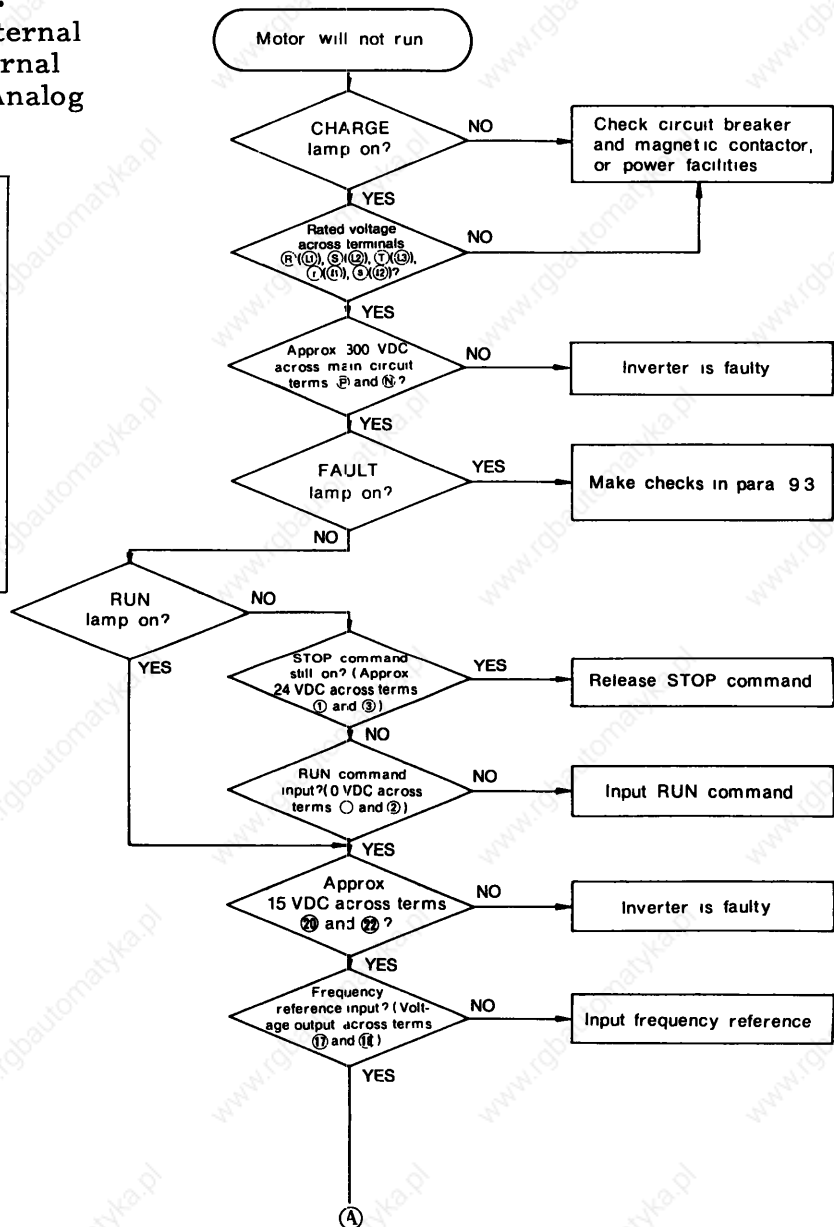 ternal
rnal
Analog
Motor will not run
CHARGE
lamp on?
NO
Check circuit breaker
and magnetic contactor,
or power facilities
YES
Rated voltage
across terminals
Ⓡ(Ⓛ1), Ⓢ(Ⓛ2), Ⓣ(Ⓛ3),
ⓡ(ℓ1), ⓢ(ℓ2)?
NO
YES
Approx 300 VDC
across main circuit
terms Ⓟ and Ⓝ?
NO
Inverter is faulty
YES
FAULT
lamp on?
YES
Make checks in para 9 3
NO
RUN
lamp on?
NO
YES
STOP command
still on? (Approx
24 VDC across terms
① and ③)
YES
Release STOP command
NO
RUN command
input?(0 VDC across
terms ○ and ②)
NO
Input RUN command
YES
Approx
15 VDC across terms
⑳ and ㉒?
NO
Inverter is faulty
YES
Frequency
reference input? (Volt-
age output across terms
⑰ and ⑱)
NO
Input frequency reference
YES
Ⓐ
www.rgbautomatyka.pl